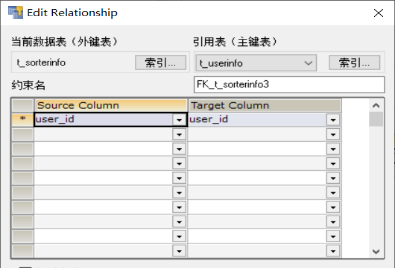 Edit Relationship
当前数据表（外键表）
引用表（主键表）
t_sorterinfo
索引...
t_userinfo
索引...
约束名
FK_t_sorterinfo3
Source Column
Target Column
* user_id
user_id